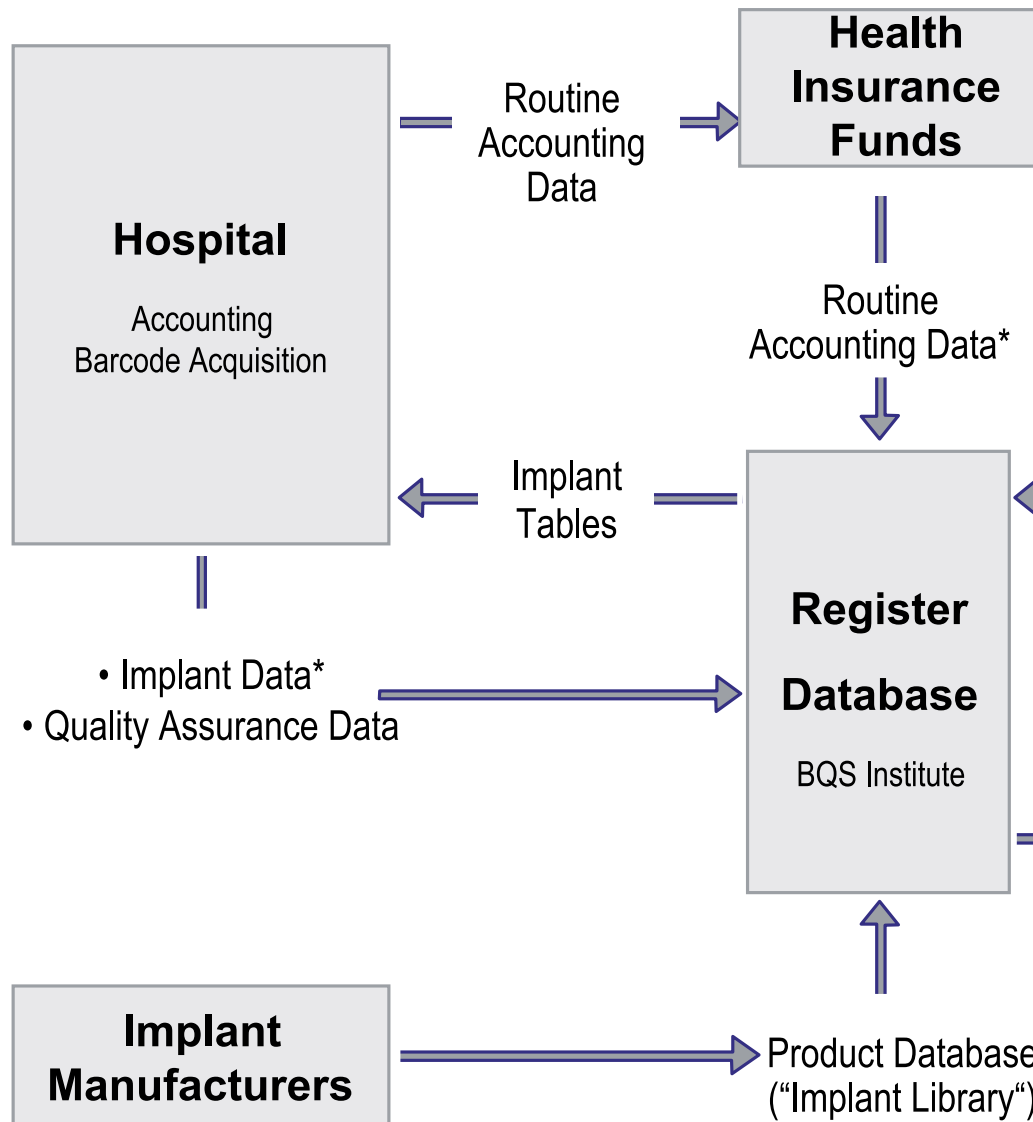 Health
Insurance
Funds
Routine
Accounting
Data
Hospital
Accounting
Barcode Acquisition
Routine
Accounting Data*
Implant
Tables
Register
Database
BQS Institute
• Implant Data*
• Quality Assurance Data
Implant
Manufacturers
Product Database
(“Implant Library“)